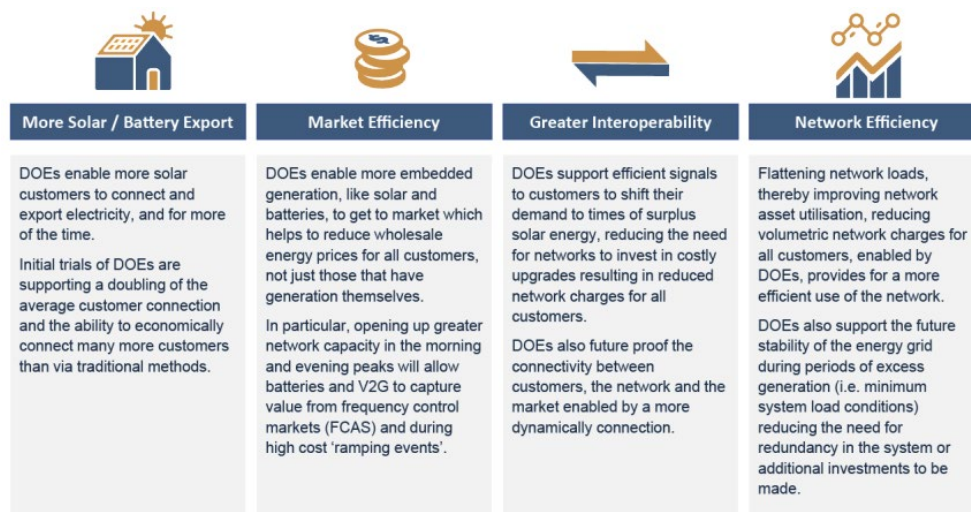 $
More Solar / Battery Export
DOEs enable more solar
customers to connect and
export electricity, and for more
of the time.
Initial trials of DOEs are
supporting a doubling of the
average customer connection
and the ability to economically
connect many more customers
than via traditional methods.
Market Efficiency
DOEs enable more embedded
generation, like solar and
batteries, to get to market which
helps to reduce wholesale
energy prices for all customers,
not just those that have
generation themselves.
In particular, opening up greater
network capacity in the morning
and evening peaks will allow
batteries and V2G to capture
value from frequency control
markets (FCAS) and during
high cost ‘ramping events’.
Greater Interoperability
DOEs support efficient signals
to customers to shift their
demand to times of surplus
solar energy, reducing the need
for networks to invest in costly
upgrades resulting in reduced
network charges for all
customers.
DOEs also future proof the
connectivity between
customers, the network and the
market enabled by a more
dynamically connection.
Network Efficiency
Flattening network loads,
thereby improving network
asset utilisation, reducing
volumetric network charges for
all customers, enabled by
DOEs, provides for a more
efficient use of the network.
DOEs also support the future
stability of the energy grid
during periods of excess
generation (i.e. minimum
system load conditions)
reducing the need for
redundancy in the system or
additional investments to be
made.